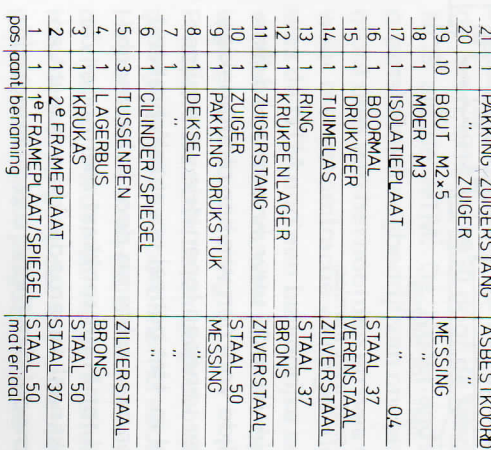 21 1 PAKKING ZUIGERSTANG ASBESTKOORD
20 1 " ZUIGER "
19 10 BOUT M2×5 MESSING
18 1 MOER M3 "
17 1 ISOLATIEPLAAT " 0,4
16 1 BOORMAL STAAL 37
15 1 DRUKVEER VERENSTAAL
14 1 TUIMELAS ZILVERSTAAL
13 1 RING STAAL 37
12 1 KRUKPENLAGER BRONS
11 1 ZUIGERSTANG ZILVERSTAAL
10 1 ZUIGER STAAL 50
9 1 PAKKING DRUKSTUK MESSING
8 1 DEKSEL "
7 1 " "
6 1 CILINDER/SPIEGEL "
5 3 TUSSENPEN ZILVERSTAAL
4 1 LAGERBUS BRONS
3 1 KRUKAS STAAL 50
2 1 2e FRAMEPLAAT STAAL 37
1 1 1e FRAMEPLAAT/SPIEGEL STAAL 50
pos. aant. benaming materiaal